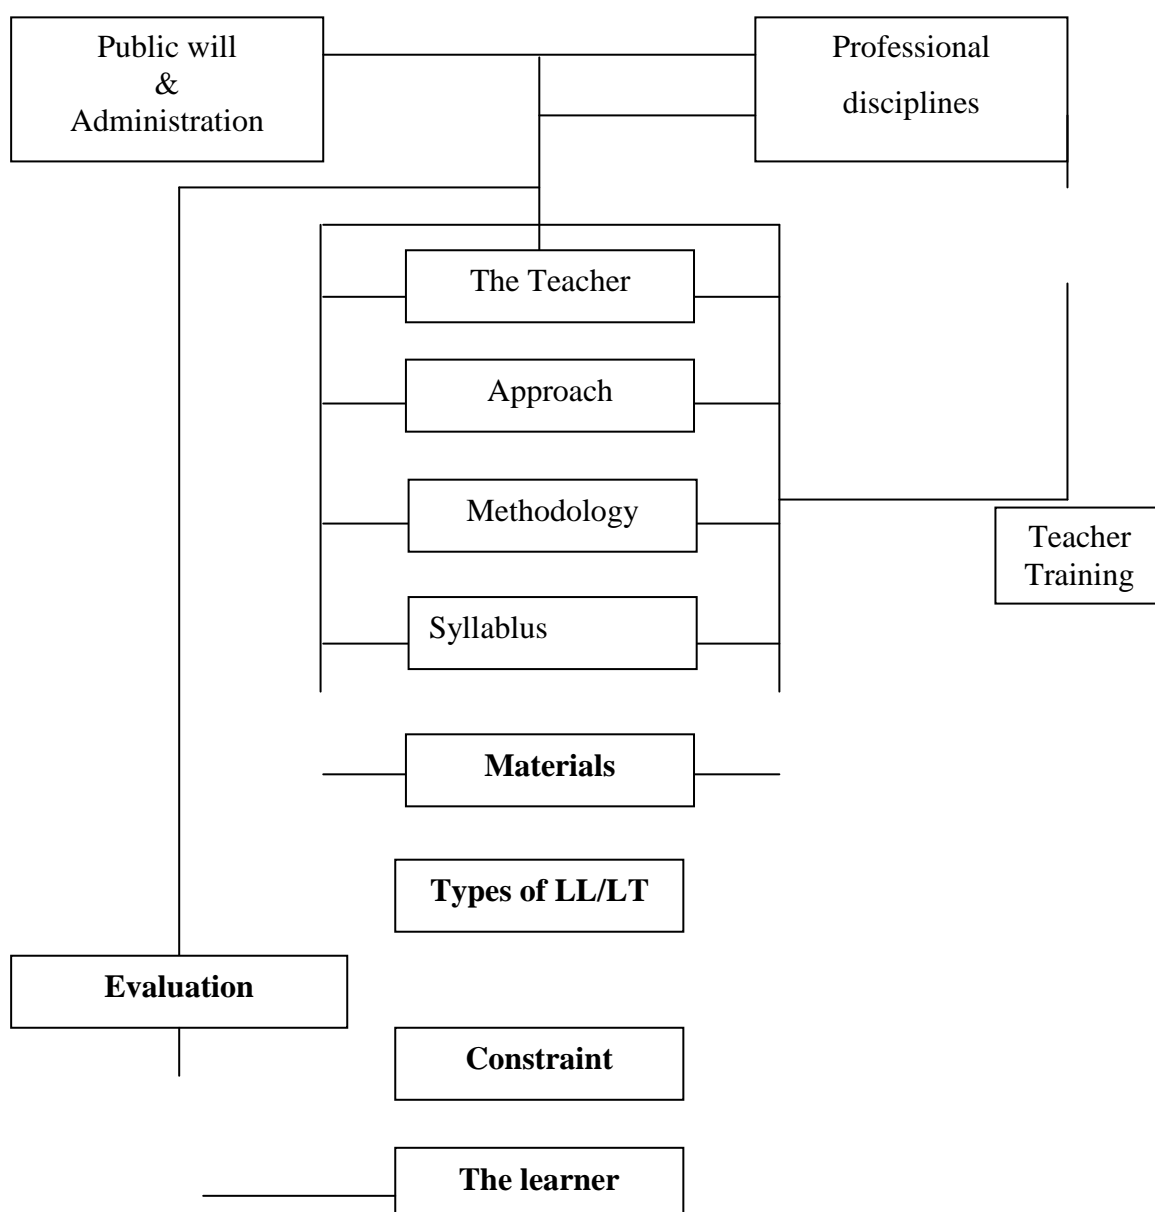 Public will
&
Administration
Professional
disciplines
The Teacher
Approach
Methodology
Teacher
Training
Syllablus
Materials
Types of LL/LT
Evaluation
Constraint
The learner